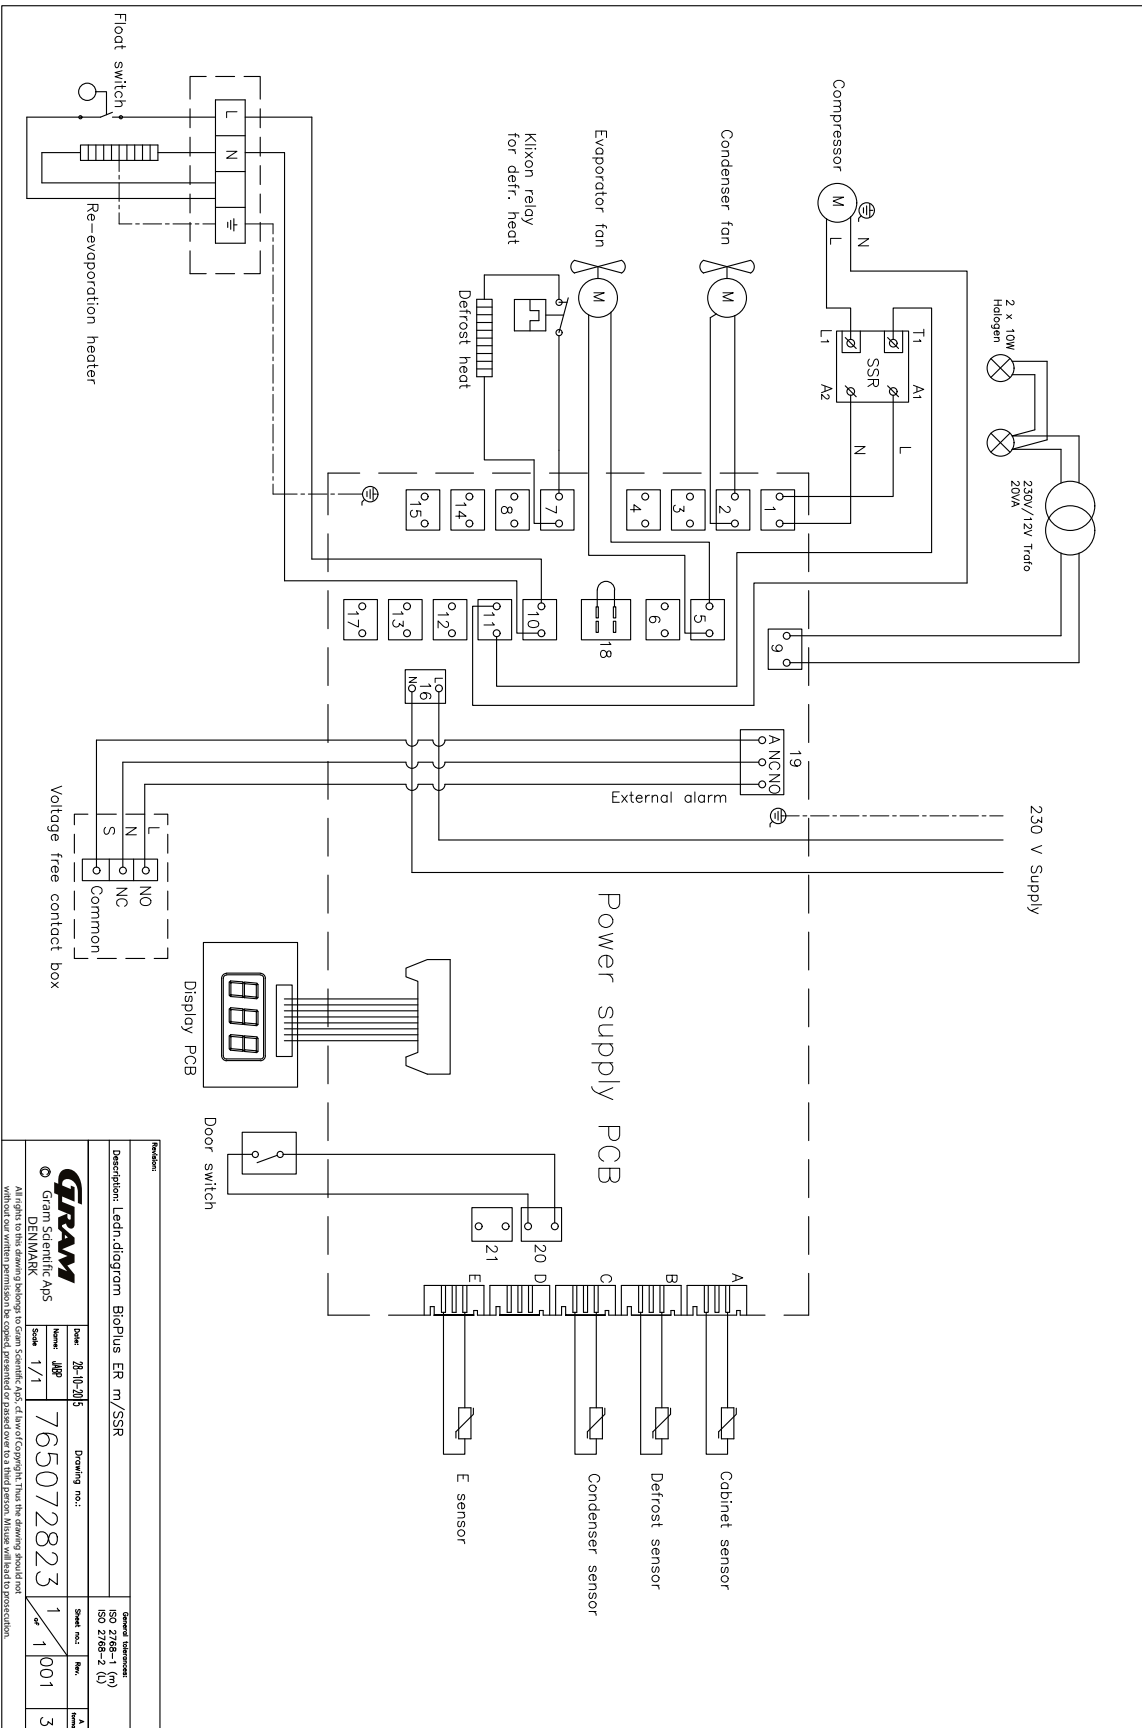 Float switch
L
N
Re-evaporation heater
Compressor
M
N
L
Condenser fan
M
Evaporator fan
M
Klixon relay
for defr. heat
Defrost heat
2 x 10W
Halogen
230V/12V Trafo
20VA
T1
L1
SSR
A1
A2
L
N
1
2
3
4
7
8
14
15
5
6
18
10
11
12
13
17
9
L
16
N
19
A NC NO
External alarm
230 V Supply
Power supply PCB
L
N
S
NO
NC
Common
Voltage free contact box
Display PCB
Door switch
20
21
A
B
C
D
E
Cabinet sensor
Defrost sensor
Condenser sensor
E sensor
Revision:
Description: Ledn.diagram BioPlus ER m/SSR
General tolerances:
ISO 2768-1 (m)
ISO 2768-2 (L)
GRAM
© Gram Scientific ApS
DENMARK
Date: 28-10-2015
Name: JABP
Scale 1/1
Drawing no.:
765072823
Sheet no.:
1 OF 1
Rev.
001
A
3
All rights to this drawing belongs to Gram Scientific ApS, cf. law of Copyright. Thus the drawing should not
without our written permission be copied, presented or passed over to a third person. Misuse will lead to prosecution.